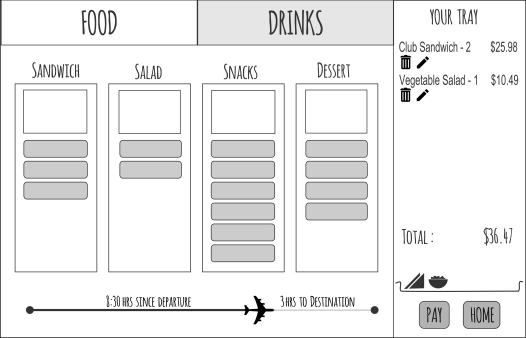 FOOD
DRINKS
SANDWICH
SALAD
SNACKS
DESSERT
8:30 HRS SINCE DEPARTURE
3 HRS TO DESTINATION
YOUR TRAY
Club Sandwich - 2 $25.98
Vegetable Salad - 1 $10.49
TOTAL : $36.47
PAY
HOME